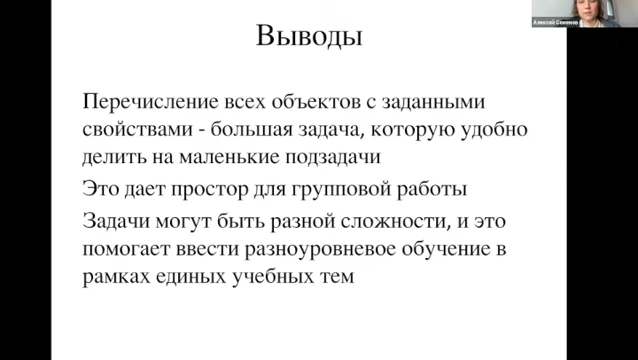 Алексей Семенов
Выводы
Перечисление всех объектов с заданными
свойствами - большая задача, которую удобно
делить на маленькие подзадачи
Это дает простор для групповой работы
Задачи могут быть разной сложности, и это
помогает ввести разноуровневое обучение в
рамках единых учебных тем